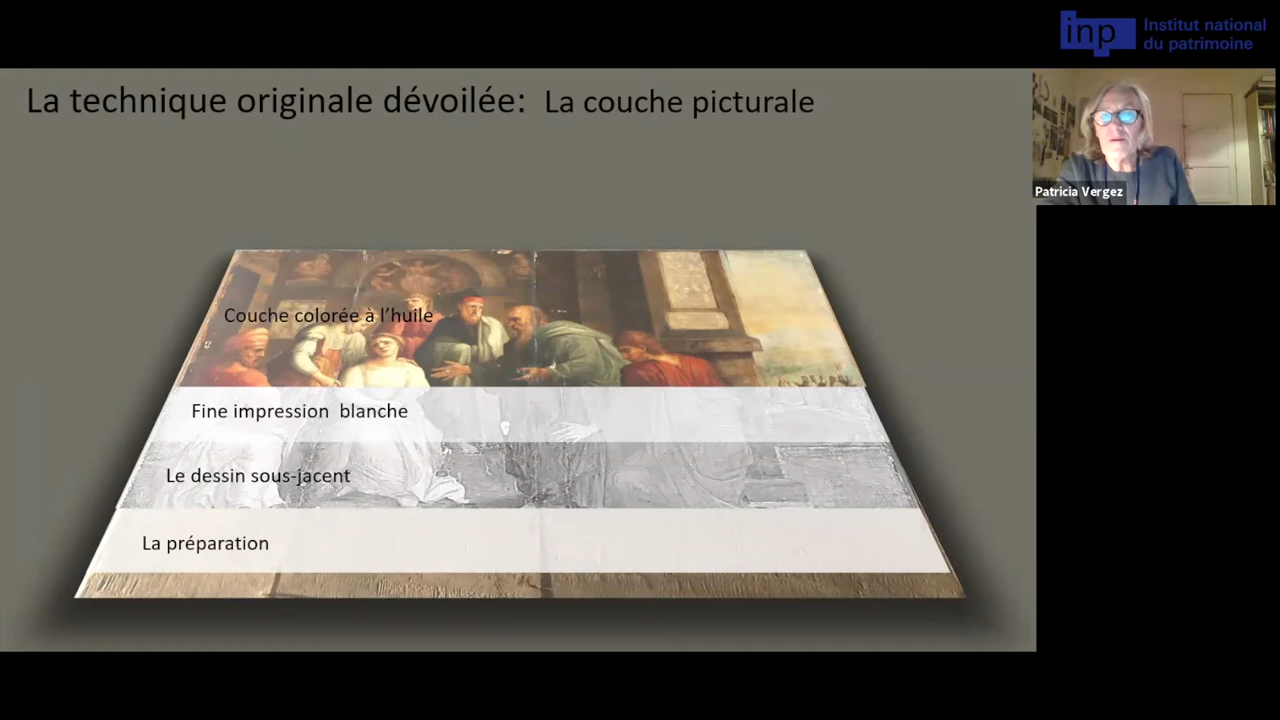 inp
Institut national
du patrimoine
La technique originale dévoilée: La couche picturale
Patricia Vergez
Couche colorée à l'huile
Fine impression blanche
Le dessin sous-jacent
La préparation